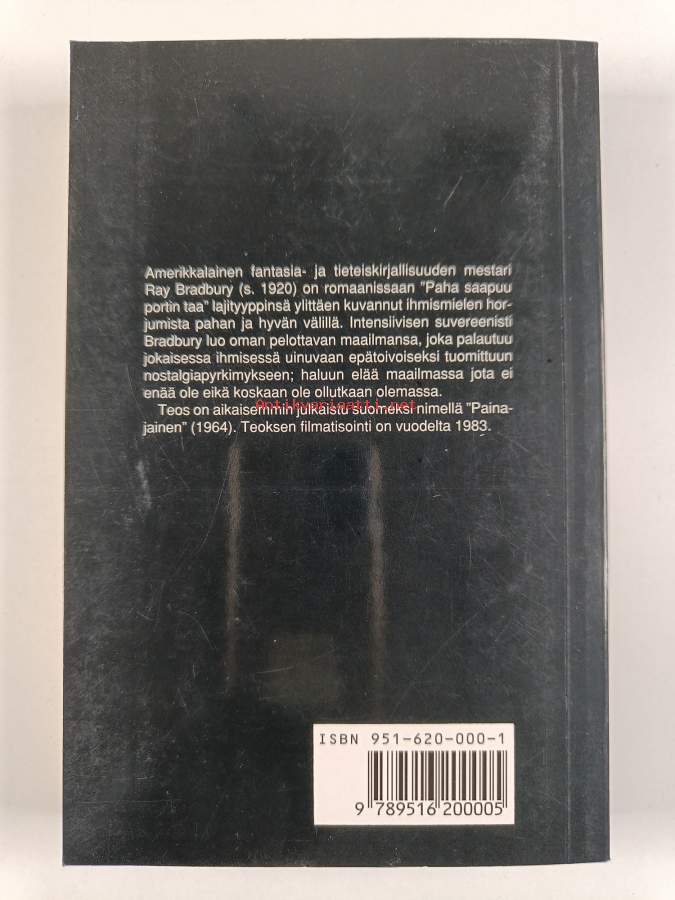 Amerikkalainen fantasia- ja tieteiskirjallisuuden mestari
Ray Bradbury (s. 1920) on romaanissaan "Paha saapuu
portin taa" lajityyppinsä ylittäen kuvannut ihmismielen hor-
jumista pahan ja hyvän välillä. Intensiivisen suvereenisti
Bradbury luo oman pelottavan maailmansa, joka palautuu
jokaisessa ihmisessä uinuvaan epätoivoiseksi tuomittuun
nostalgiapyrkimykseen; haluun elää maailmassa jota ei
enää ole eikä koskaan ole ollutkaan olemassa.
Antikvariaatti.net
Teos on aikaisemmin julkaistu suomeksi nimellä "Paina-
jainen" (1964). Teoksen filmatisointi on vuodelta 1983.
ISBN 951-620-000-1
9 789516 200005